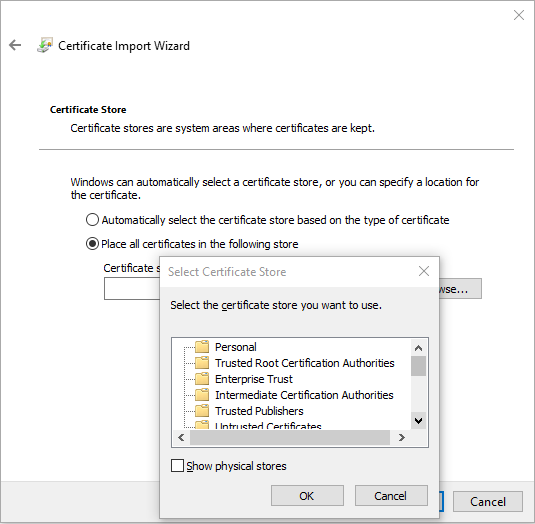 Certificate Import Wizard
Certificate Store
Certificate stores are system areas where certificates are kept.
Windows can automatically select a certificate store, or you can specify a location for
the certificate.
Automatically select the certificate store based on the type of certificate
Place all certificates in the following store
Certificate s
wse...
Select Certificate Store
Select the certificate store you want to use.
Personal
Trusted Root Certification Authorities
Enterprise Trust
Intermediate Certification Authorities
Trusted Publishers
Untrusted Certificates
Show physical stores
OK
Cancel
Cancel